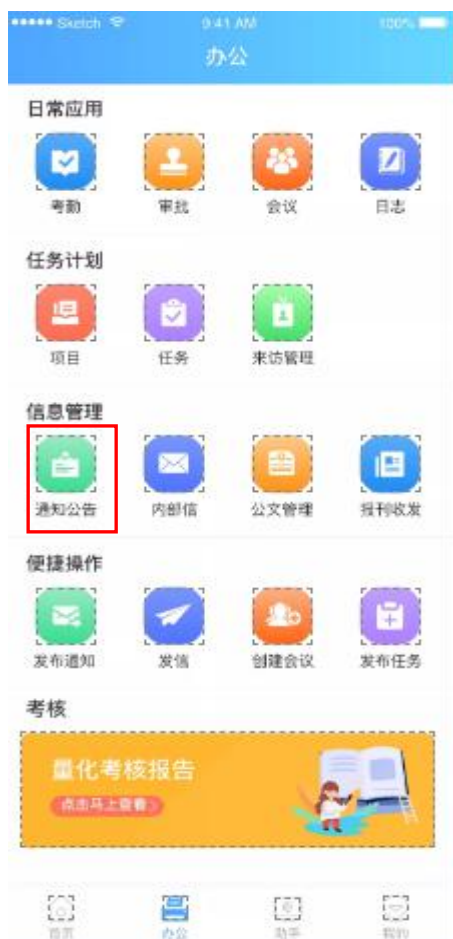 Sketch 9:41 AM 100%
办公
日常应用
考勤 审批 会议 日志
任务计划
项目 任务 来访管理
信息管理
通知公告 内部信 公文管理 报刊收发
便捷操作
发布通知 发信 创建会议 发布任务
考核
量化考核报告
点击马上查看
首页 办公 助手 我的